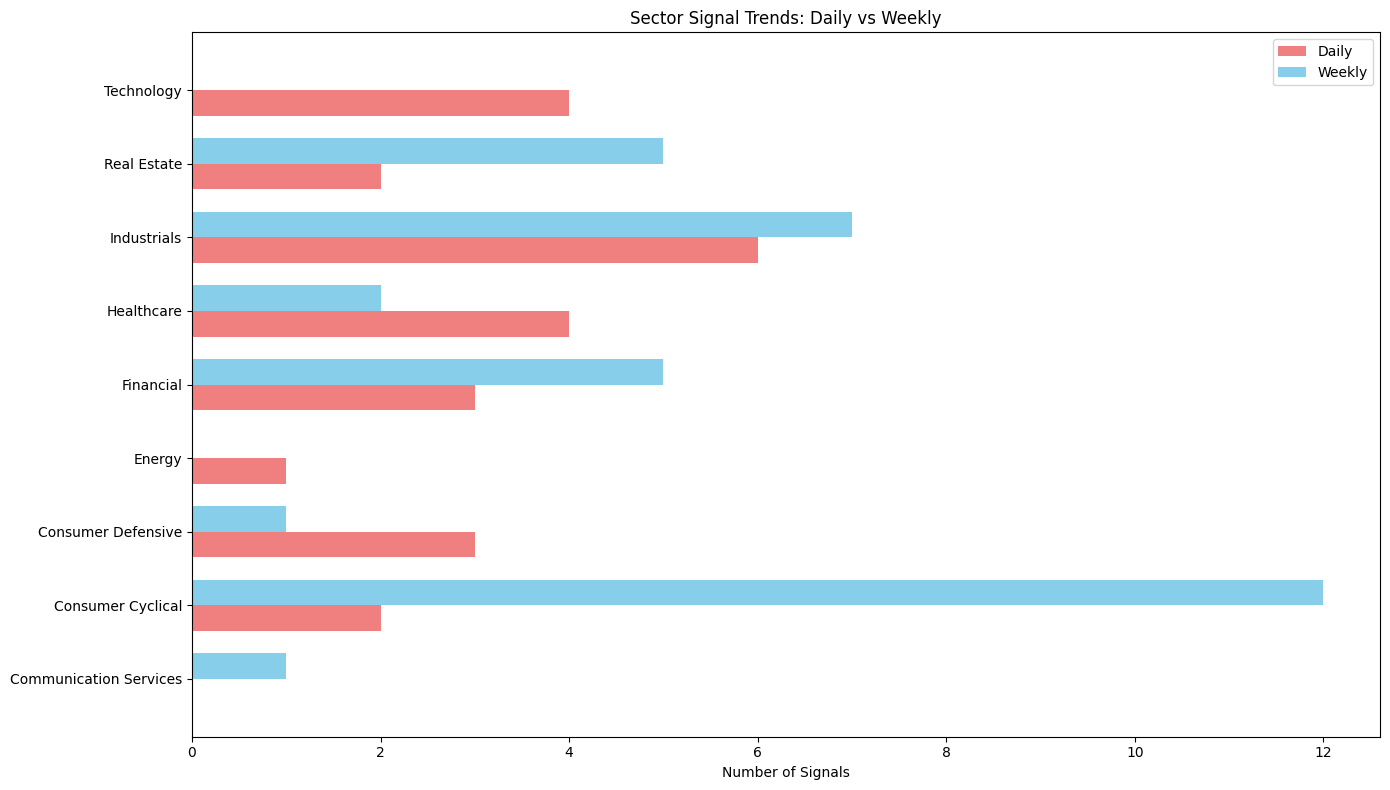 Sector Signal Trends: Daily vs Weekly
Daily
Weekly
Technology
Real Estate
Industrials
Healthcare
Financial
Energy
Consumer Defensive
Consumer Cyclical
Communication Services
0 2 4 6 8 10 12
Number of Signals